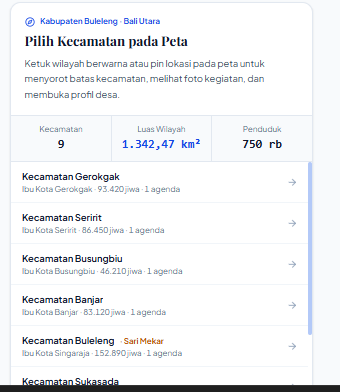 Kabupaten Buleleng · Bali Utara
Pilih Kecamatan pada Peta
Ketuk wilayah berwarna atau pin lokasi pada peta untuk
menyorot batas kecamatan, melihat foto kegiatan, dan
membuka profil desa.
Kecamatan Luas Wilayah Penduduk
9 1.342,47 km² 750 rb
Kecamatan Gerokgak
Ibu Kota Gerokgak · 93.420 jiwa · 1 agenda
→
Kecamatan Seririt
Ibu Kota Seririt · 86.450 jiwa · 1 agenda
→
Kecamatan Busungbiu
Ibu Kota Busungbiu · 46.210 jiwa · 1 agenda
→
Kecamatan Banjar
Ibu Kota Banjar · 83.120 jiwa · 1 agenda
→
Kecamatan Buleleng · Sari Mekar
Ibu Kota Singaraja · 152.890 jiwa · 1 agenda
→
Kecamatan Sukasada